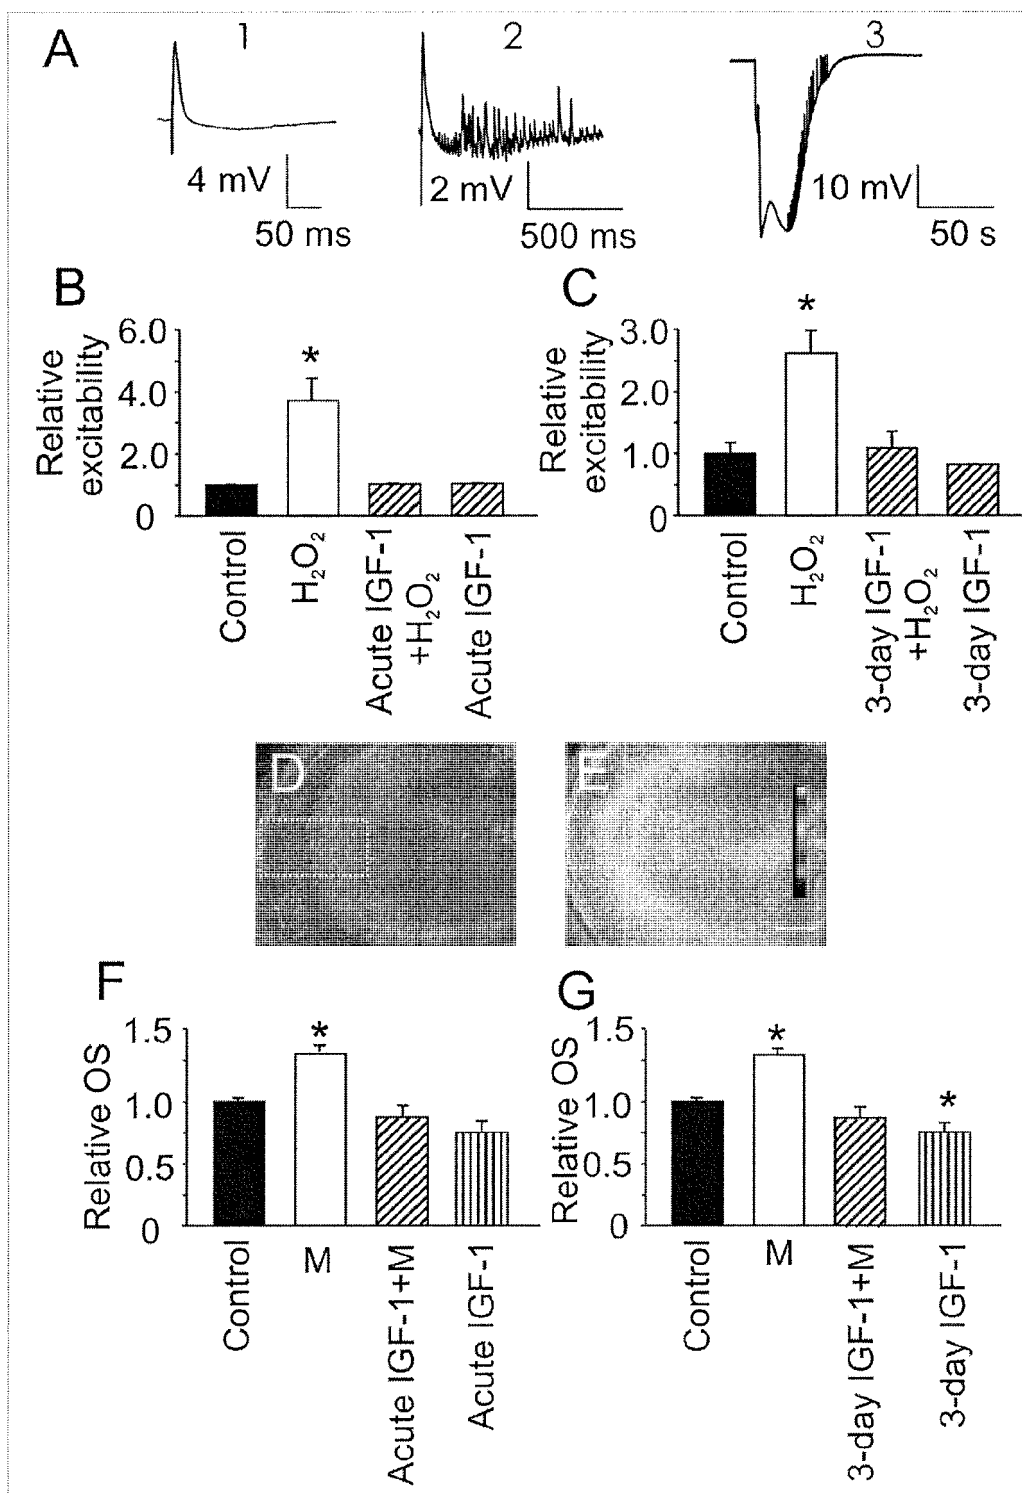 A
1
2
3
4 mV
50 ms
2 mV
500 ms
10 mV
50 s
B
Relative excitability
6.0
4.0
2.0
0
*
Control
H₂O₂
Acute IGF-1
+H₂O₂
Acute IGF-1
C
Relative excitability
3.0
2.0
1.0
0
*
Control
H₂O₂
3-day IGF-1
+H₂O₂
3-day IGF-1
D
E
F
Relative OS
1.5
1.0
0.5
0
*
Control
M
Acute IGF-1+M
Acute IGF-1
G
Relative OS
1.5
1.0
0.5
0
*
*
Control
M
3-day IGF-1+M
3-day IGF-1